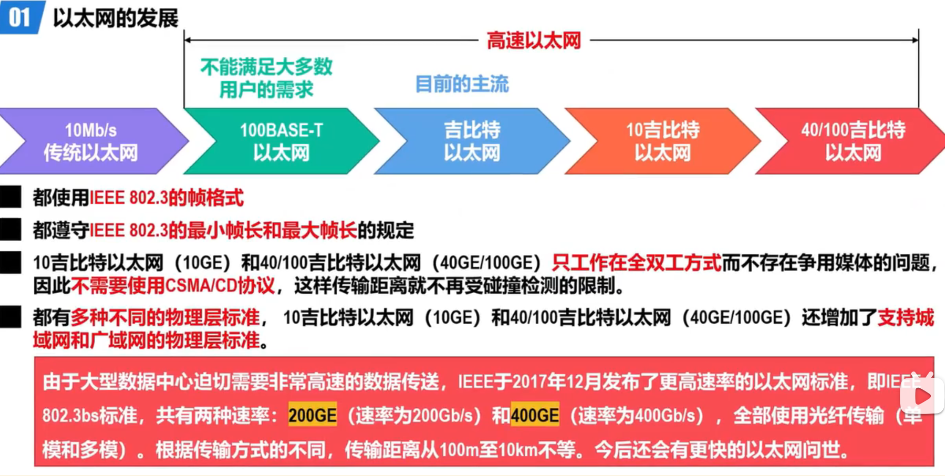 01 以太网的发展
高速以太网
不能满足大多数
用户的需求
目前的主流
10Mb/s
传统以太网
100BASE-T
以太网
吉比特
以太网
10吉比特
以太网
40/100吉比特
以太网
都使用IEEE 802.3的帧格式
都遵守IEEE 802.3的最小帧长和最大帧长的规定
10吉比特以太网（10GE）和40/100吉比特以太网（40GE/100GE）只工作在全双工方式而不存在争用媒体的问题，
因此不需要使用CSMA/CD协议，这样传输距离就不再受碰撞检测的限制。
都有多种不同的物理层标准， 10吉比特以太网（10GE）和40/100吉比特以太网（40GE/100GE）还增加了支持城
域网和广域网的物理层标准。
由于大型数据中心迫切需要非常高速的数据传送，IEEE于2017年12月发布了更高速率的以太网标准，即IEEE
802.3bs标准，共有两种速率：200GE（速率为200Gb/s）和400GE（速率为400Gb/s），全部使用光纤传输（单
模和多模）。根据传输方式的不同，传输距离从100m至10km不等。今后还会有更快的以太网问世。